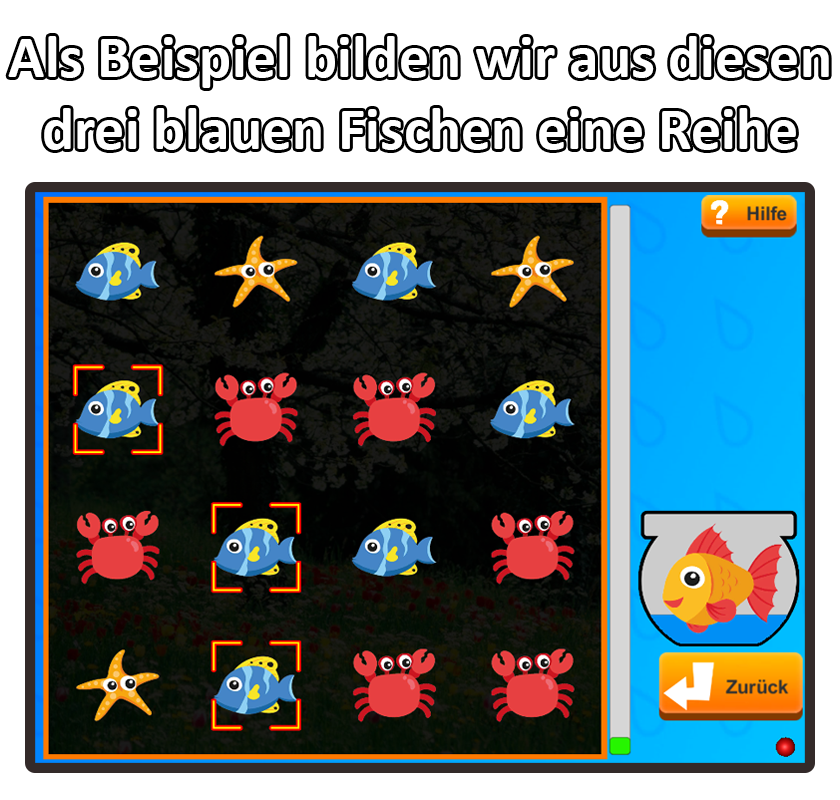 Als Beispiel bilden wir aus diesen
drei blauen Fischen eine Reihe
? Hilfe
Zurück